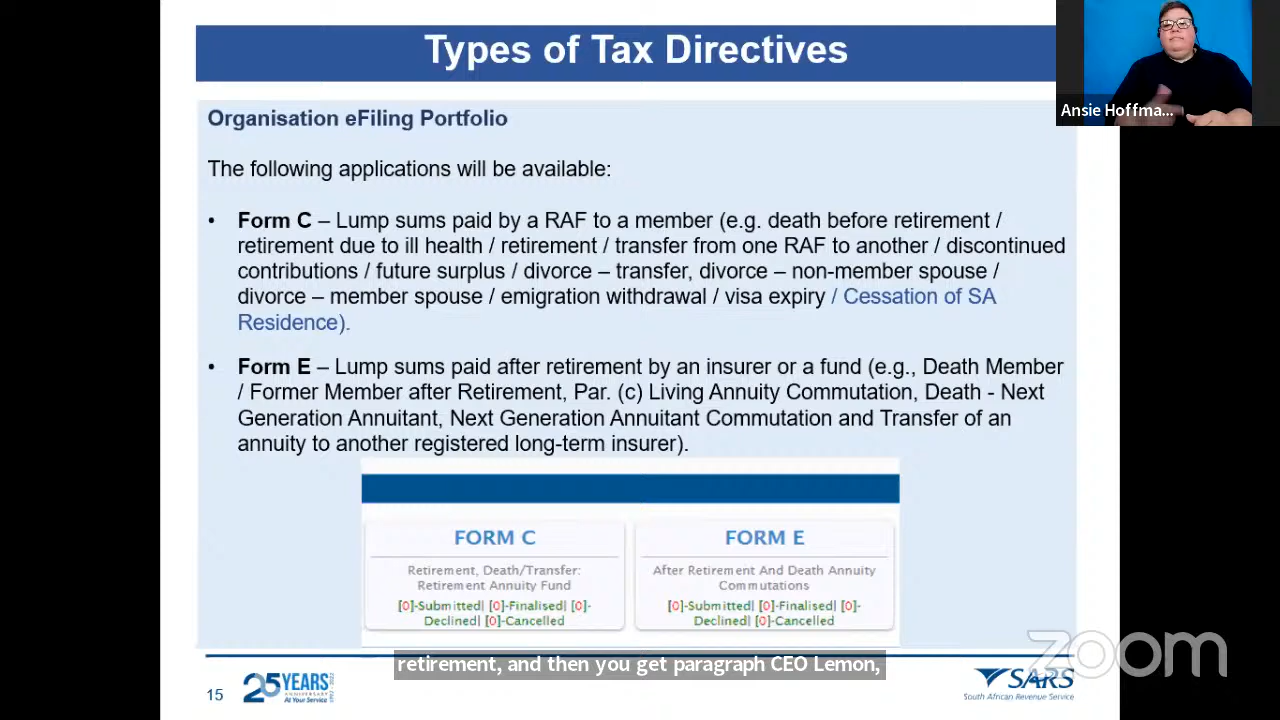 Types of Tax Directives
Ansie Hoffma...
Organisation eFiling Portfolio
The following applications will be available:
• Form C – Lump sums paid by a RAF to a member (e.g. death before retirement /
retirement due to ill health / retirement / transfer from one RAF to another / discontinued
contributions / future surplus / divorce – transfer, divorce – non-member spouse /
divorce – member spouse / emigration withdrawal / visa expiry / Cessation of SA
Residence).
• Form E – Lump sums paid after retirement by an insurer or a fund (e.g., Death Member
/ Former Member after Retirement, Par. (c) Living Annuity Commutation, Death - Next
Generation Annuitant, Next Generation Annuitant Commutation and Transfer of an
annuity to another registered long-term insurer).
FORM C
Retirement, Death/Transfer:
Retirement Annuity Fund
[0]-Submitted| [0]-Finalised| [0]-
Declined| [0]-Cancelled
FORM E
After Retirement And Death Annuity
Commutations
[0]-Submitted| [0]-Finalised| [0]-
Declined| [0]-Cancelled
zoom
retirement, and then you get paragraph CEO Lemon,
15
25 YEARS
ANNIVERSARY
At Your Service
SARS
South African Revenue Service